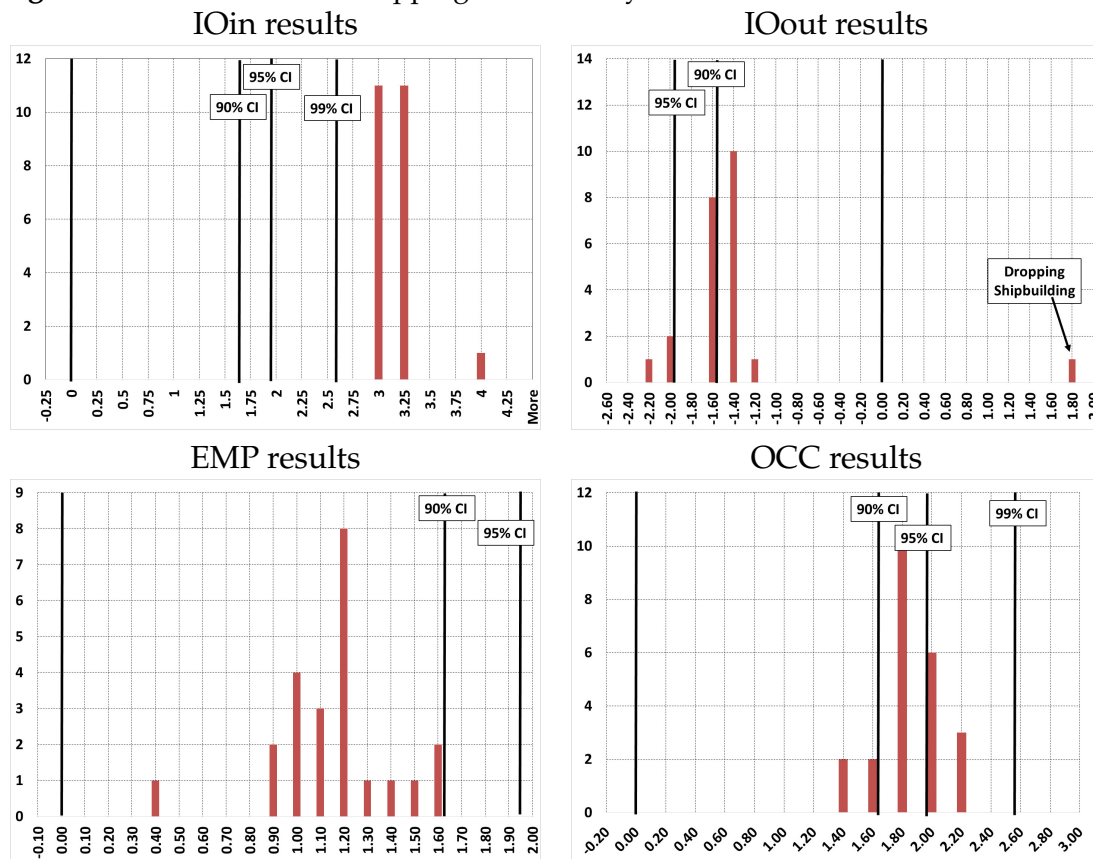 IOin results
12
10
8
6
4
2
0
95% CI
90% CI
99% CI
-0.25 0 0.25 0.5 0.75 1 1.25 1.5 1.75 2 2.25 2.5 2.75 3 3.25 3.5 3.75 4 4.25 More
IOout results
14
12
10
8
6
4
2
0
90% CI
95% CI
Dropping
Shipbuilding
-2.60 -2.40 -2.20 -2.00 -1.80 -1.60 -1.40 -1.20 -1.00 -0.80 -0.60 -0.40 -0.20 0.00 0.20 0.40 0.60 0.80 1.00 1.20 1.40 1.60 1.80 2.00
EMP results
9
8
7
6
5
4
3
2
1
0
90% CI
95% CI
-0.10 0.00 0.10 0.20 0.30 0.40 0.50 0.60 0.70 0.80 0.90 1.00 1.10 1.20 1.30 1.40 1.50 1.60 1.70 1.80 1.90 2.00
OCC results
12
10
8
6
4
2
0
90% CI
99% CI
95% CI
-0.20 0.00 0.20 0.40 0.60 0.80 1.00 1.20 1.40 1.60 1.80 2.00 2.20 2.40 2.60 2.80 3.00